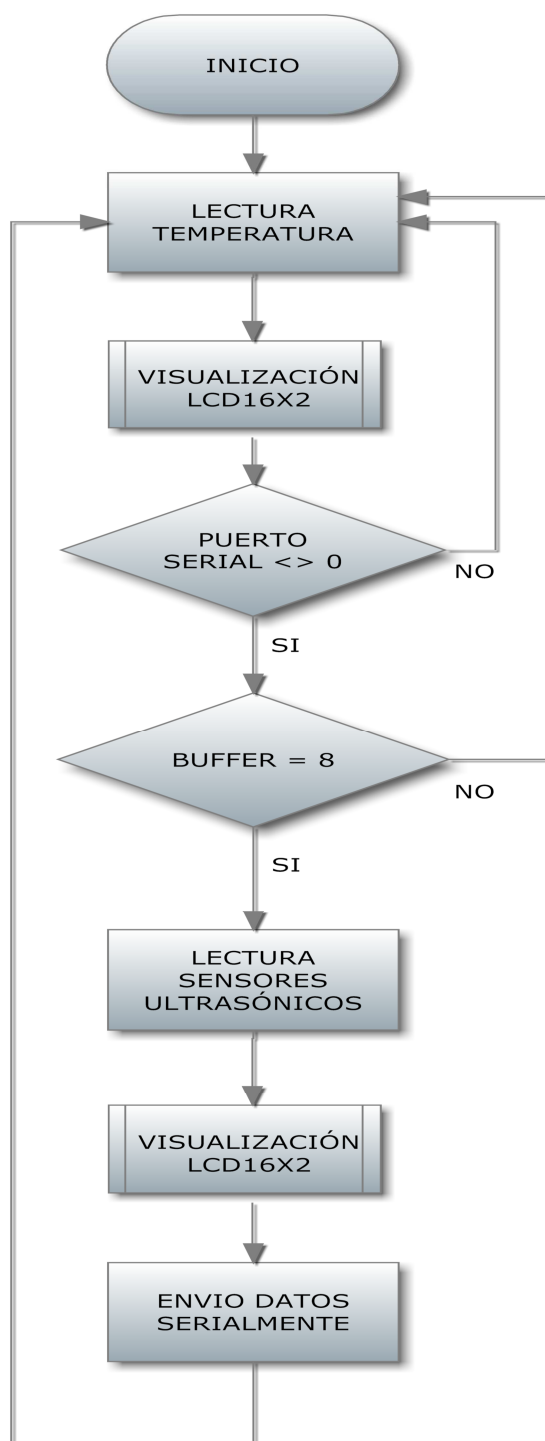 INICIO
LECTURA
TEMPERATURA
VISUALIZACIÓN
LCD16X2
PUERTO
SERIAL <> 0
NO
SI
BUFFER = 8
NO
SI
LECTURA
SENSORES
ULTRASÓNICOS
VISUALIZACIÓN
LCD16X2
ENVIO DATOS
SERIALMENTE